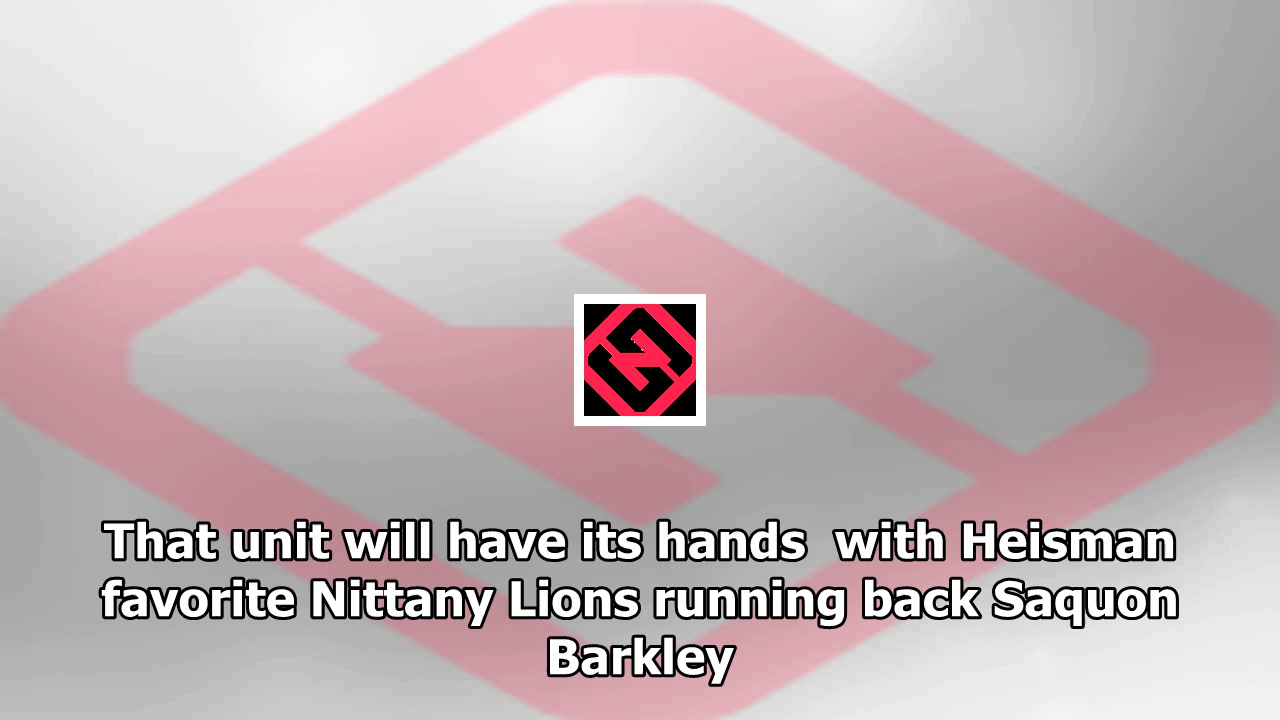 That unit will have its hands  with Heisman
favorite Nittany Lions running back Saquon
Barkley